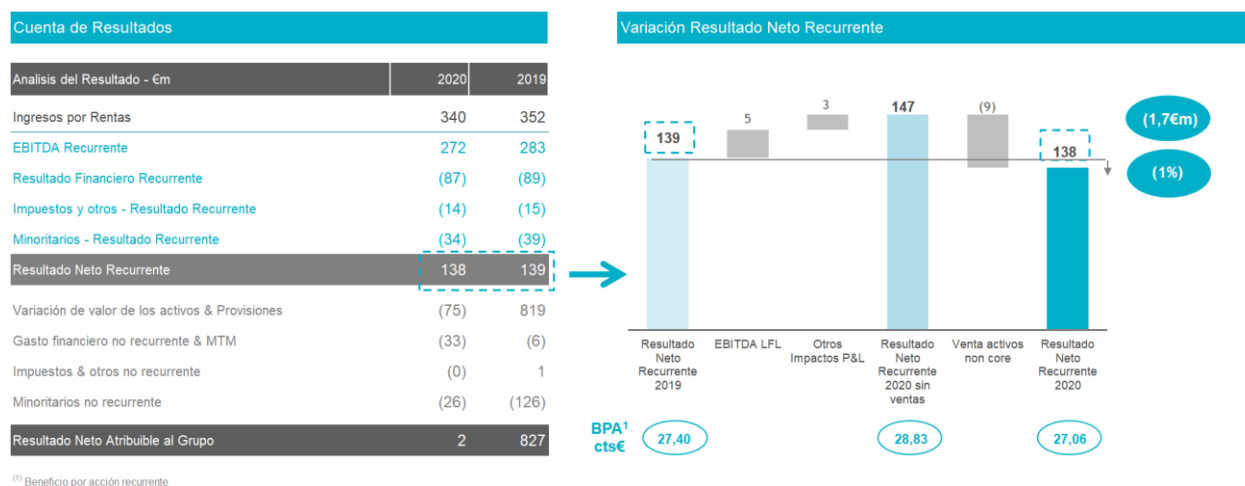 Cuenta de Resultados
Analisis del Resultado - €m 2020 2019
Ingresos por Rentas 340 352
EBITDA Recurrente 272 283
Resultado Financiero Recurrente (87) (89)
Impuestos y otros - Resultado Recurrente (14) (15)
Minoritarios - Resultado Recurrente (34) (39)
Resultado Neto Recurrente 138 139
Variación de valor de los activos & Provisiones (75) 819
Gasto financiero no recurrente & MTM (33) (6)
Impuestos & otros no recurrente (0) 1
Minoritarios no recurrente (26) (126)
Resultado Neto Atribuible al Grupo 2 827
(1) Beneficio por acción recurrente
Variación Resultado Neto Recurrente
139
5
3
147
(9)
138
(1,7€m)
(1%)
Resultado
Neto
Recurrente
2019
EBITDA LFL
Otros
Impactos P&L
Resultado
Neto
Recurrente
2020 sin
ventas
Venta activos
non core
Resultado
Neto
Recurrente
2020
BPA1
cts€
27,40
28,83
27,06